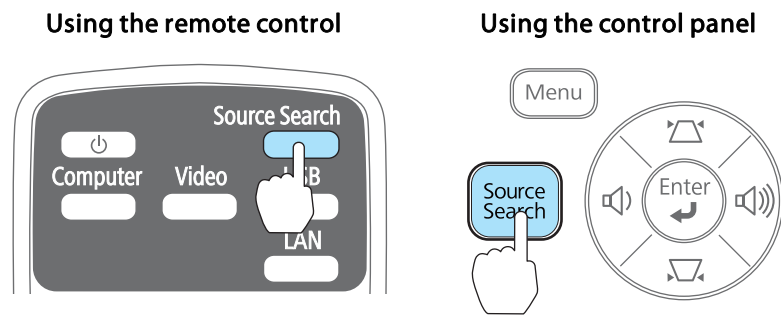 Using the remote control
Using the control panel
Source Search
Computer
Video
LAN
Menu
Source
Search
Enter